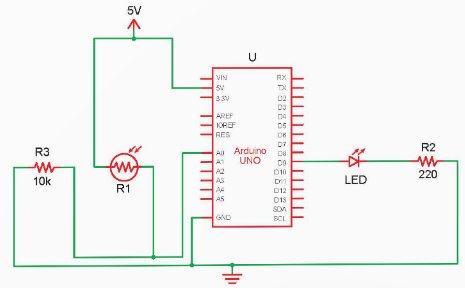 5V
U
VIN
5V
3.3V
AREF
IOREF
RES
A0
A1
A2
A3
A4
A5
GND
Arduino
UNO
RX
TX
D2
D3
D4
D5
D6
D7
D8
D9
D10
D11
D12
D13
SDA
SCL
R3
10k
R1
LED
R2
220